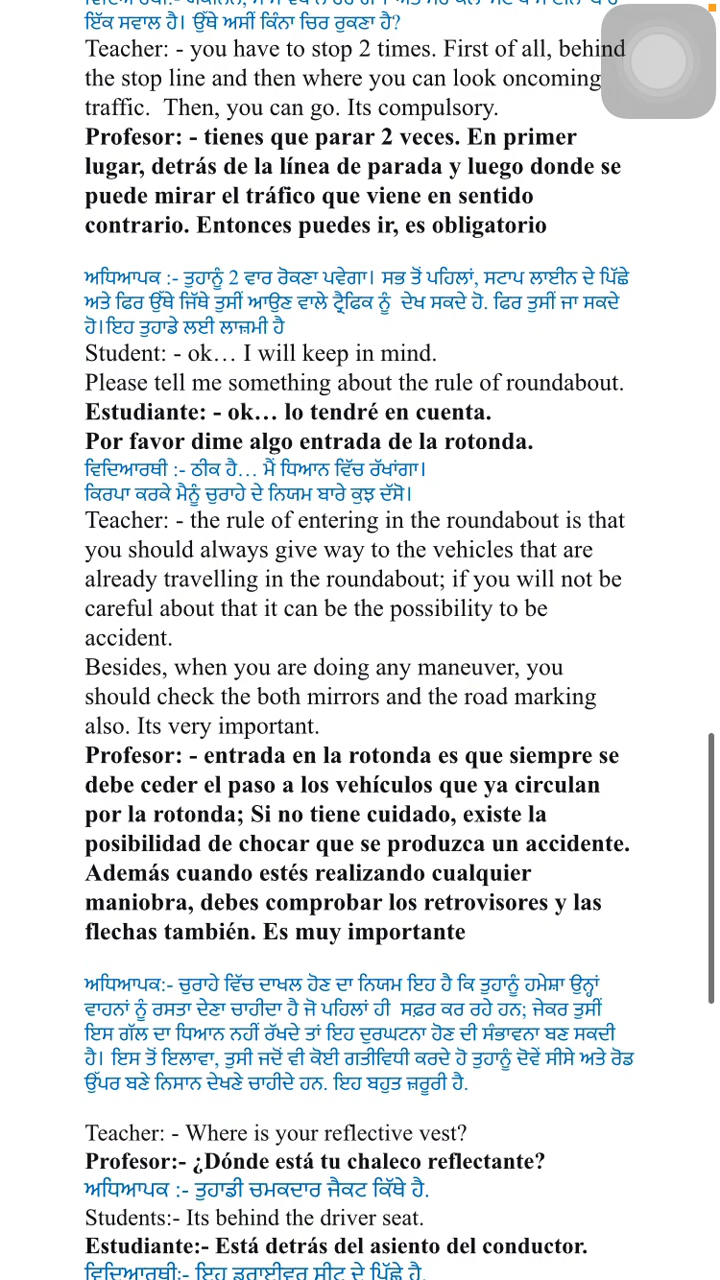 ਇੱਕ ਸਵਾਲ ਹੈ। ਉੱਥੇ ਅਸੀਂ ਕਿੰਨਾ ਚਿਰ ਰੁਕਣਾ ਹੈ?
Teacher: - you have to stop 2 times. First of all, behind
the stop line and then where you can look oncoming
traffic.  Then, you can go. Its compulsory.
Profesor: - tienes que parar 2 veces. En primer
lugar, detrás de la línea de parada y luego donde se
puede mirar el tráfico que viene en sentido
contrario. Entonces puedes ir, es obligatorio
ਅਧਿਆਪਕ :- ਤੁਹਾਨੂੰ 2 ਵਾਰ ਰੋਕਣਾ ਪਵੇਗਾ। ਸਭ ਤੋਂ ਪਹਿਲਾਂ, ਸਟਾਪ ਲਾਈਨ ਦੇ ਪਿੱਛੇ
ਅਤੇ ਫਿਰ ਉੱਥੇ ਜਿੱਥੇ ਤੁਸੀਂ ਆਉਣ ਵਾਲੇ ਟ੍ਰੈਫਿਕ ਨੂੰ  ਦੇਖ ਸਕਦੇ ਹੋ. ਫਿਰ ਤੁਸੀਂ ਜਾ ਸਕਦੇ
ਹੋ।ਇਹ ਤੁਹਾਡੇ ਲਈ ਲਾਜ਼ਮੀ ਹੈ
Student: - ok… I will keep in mind.
Please tell me something about the rule of roundabout.
Estudiante: - ok… lo tendré en cuenta.
Por favor dime algo entrada de la rotonda.
ਵਿਦਿਆਰਥੀ :- ਠੀਕ ਹੈ… ਮੈਂ ਧਿਆਨ ਵਿੱਚ ਰੱਖਾਂਗਾ।
ਕਿਰਪਾ ਕਰਕੇ ਮੈਨੂੰ ਚੁਰਾਹੇ ਦੇ ਨਿਯਮ ਬਾਰੇ ਕੁਝ ਦੱਸੋ।
Teacher: - the rule of entering in the roundabout is that
you should always give way to the vehicles that are
already travelling in the roundabout; if you will not be
careful about that it can be the possibility to be
accident.
Besides, when you are doing any maneuver, you
should check the both mirrors and the road marking
also. Its very important.
Profesor: - entrada en la rotonda es que siempre se
debe ceder el paso a los vehículos que ya circulan
por la rotonda; Si no tiene cuidado, existe la
posibilidad de chocar que se produzca un accidente.
Además cuando estés realizando cualquier
maniobra, debes comprobar los retrovisores y las
flechas también. Es muy importante
ਅਧਿਆਪਕ:- ਚੁਰਾਹੇ ਵਿੱਚ ਦਾਖਲ ਹੋਣ ਦਾ ਨਿਯਮ ਇਹ ਹੈ ਕਿ ਤੁਹਾਨੂੰ ਹਮੇਸ਼ਾ ਉਨ੍ਹਾਂ
ਵਾਹਨਾਂ ਨੂੰ ਰਸਤਾ ਦੇਣਾ ਚਾਹੀਦਾ ਹੈ ਜੋ ਪਹਿਲਾਂ ਹੀ  ਸਫ਼ਰ ਕਰ ਰਹੇ ਹਨ; ਜੇਕਰ ਤੁਸੀਂ
ਇਸ ਗੱਲ ਦਾ ਧਿਆਨ ਨਹੀਂ ਰੱਖਦੇ ਤਾਂ ਇਹ ਦੁਰਘਟਨਾ ਹੋਣ ਦੀ ਸੰਭਾਵਨਾ ਬਣ ਸਕਦੀ
ਹੈ। ਇਸ ਤੋਂ ਇਲਾਵਾ, ਤੁਸੀ ਜਦੋਂ ਵੀ ਕੋਈ ਗਤੀਵਿਧੀ ਕਰਦੇ ਹੋ ਤੁਹਾਨੂੰ ਦੋਵੇਂ ਸੀਸੇ ਅਤੇ ਰੋਡ
ਉੱਪਰ ਬਣੇ ਨਿਸਾਨ ਦੇਖਣੇ ਚਾਹੀਦੇ ਹਨ. ਇਹ ਬਹੁਤ ਜ਼ਰੂਰੀ ਹੈ.
Teacher: - Where is your reflective vest?
Profesor:- ¿Dónde está tu chaleco reflectante?
ਅਧਿਆਪਕ :- ਤੁਹਾਡੀ ਚਮਕਦਾਰ ਜੈਕਟ ਕਿੱਥੇ ਹੈ.
Students:- Its behind the driver seat.
Estudiante:- Está detrás del asiento del conductor.
ਵਿਦਿਆਰਥੀ:- ਇਹ ਡਰਾਈਵਰ ਸੀਟ ਦੇ ਪਿੱਛੇ ਹੈ.